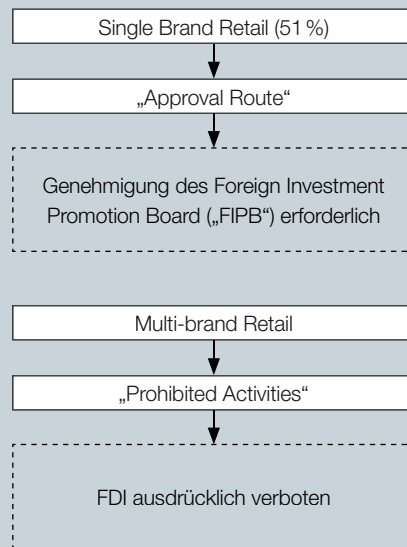 Single Brand Retail (51 %)
„Approval Route“
Genehmigung des Foreign Investment
Promotion Board („FIPB“) erforderlich
Multi-brand Retail
„Prohibited Activities“
FDI ausdrücklich verboten